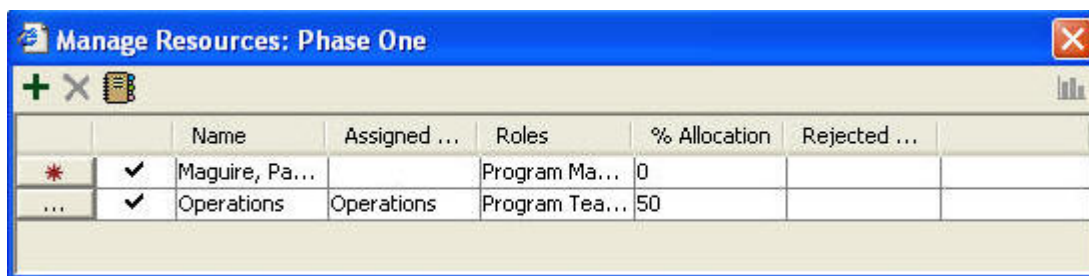 Manage Resources: Phase One
Name Assigned ... Roles % Allocation Rejected ...
Maguire, Pa... Program Ma... 0
... Operations Operations Program Tea... 50